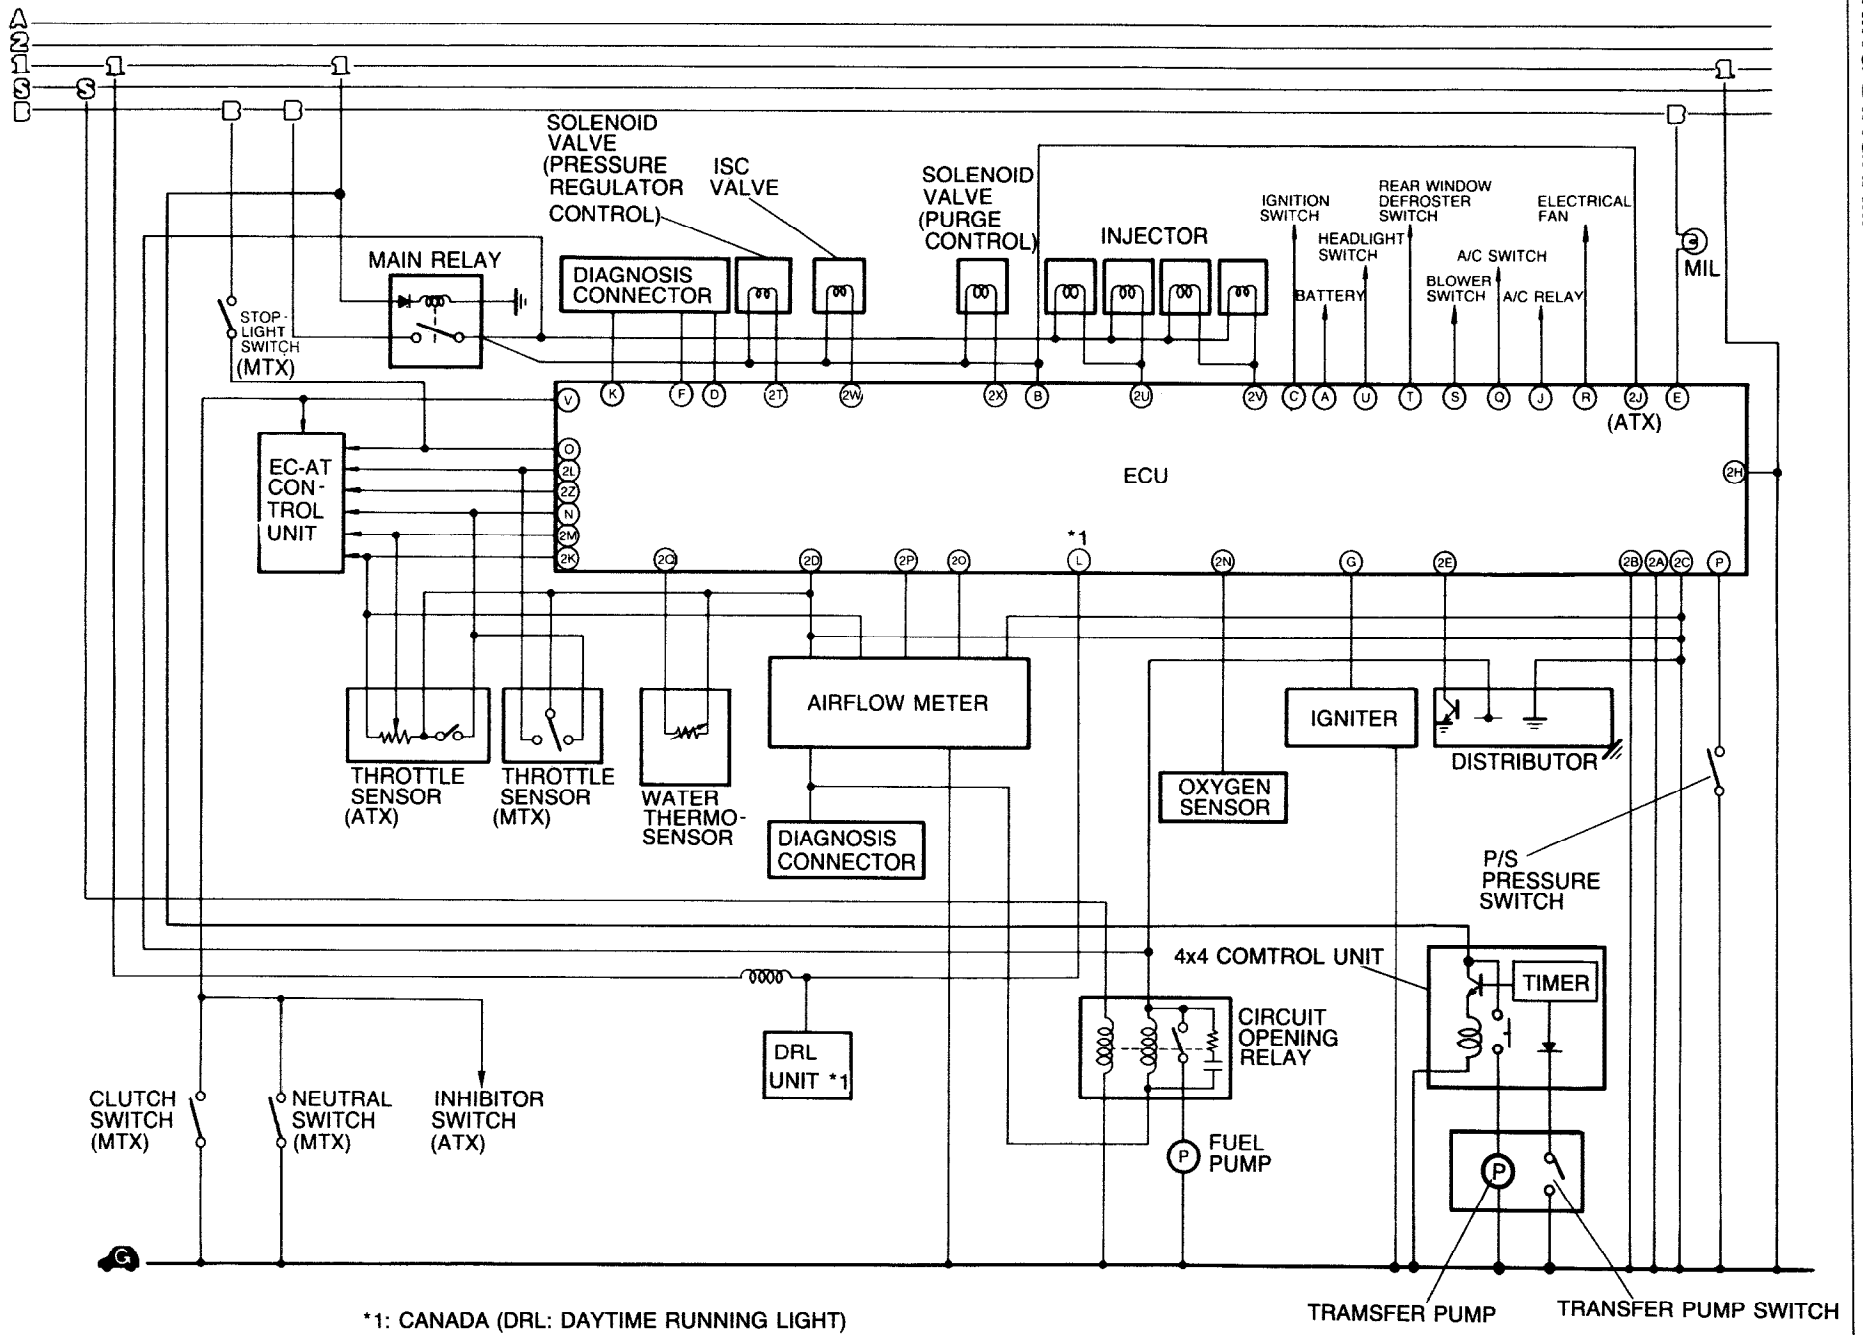 A
2
1
S
B
S
1
1
B
B
1
B
SOLENOID
VALVE
(PRESSURE
REGULATOR
CONTROL)
ISC
VALVE
SOLENOID
VALVE
(PURGE
CONTROL)
INJECTOR
IGNITION
SWITCH
HEADLIGHT
SWITCH
BATTERY
REAR WINDOW
DEFROSTER
SWITCH
A/C SWITCH
BLOWER
SWITCH
A/C RELAY
ELECTRICAL
FAN
MIL
MAIN RELAY
DIAGNOSIS
CONNECTOR
STOP-
LIGHT
SWITCH
(MTX)
V
K
F
D
2T
2W
2X
B
2U
2V
C
A
U
T
S
Q
J
R
2J
E
(ATX)
EC-AT
CON-
TROL
UNIT
O
2L
2Z
N
2M
2K
ECU
2H
*1
2Q
2D
2P
2O
L
2N
G
2E
2B
2A
2C
P
AIRFLOW METER
IGNITER
DISTRIBUTOR
THROTTLE
SENSOR
(ATX)
THROTTLE
SENSOR
(MTX)
WATER
THERMO-
SENSOR
OXYGEN
SENSOR
DIAGNOSIS
CONNECTOR
P/S
PRESSURE
SWITCH
4x4 COMTROL UNIT
TIMER
CIRCUIT
OPENING
RELAY
DRL
UNIT *1
CLUTCH
SWITCH
(MTX)
NEUTRAL
SWITCH
(MTX)
INHIBITOR
SWITCH
(ATX)
P
FUEL
PUMP
P
G
TRAMSFER PUMP
TRANSFER PUMP SWITCH
*1: CANADA (DRL: DAYTIME RUNNING LIGHT)